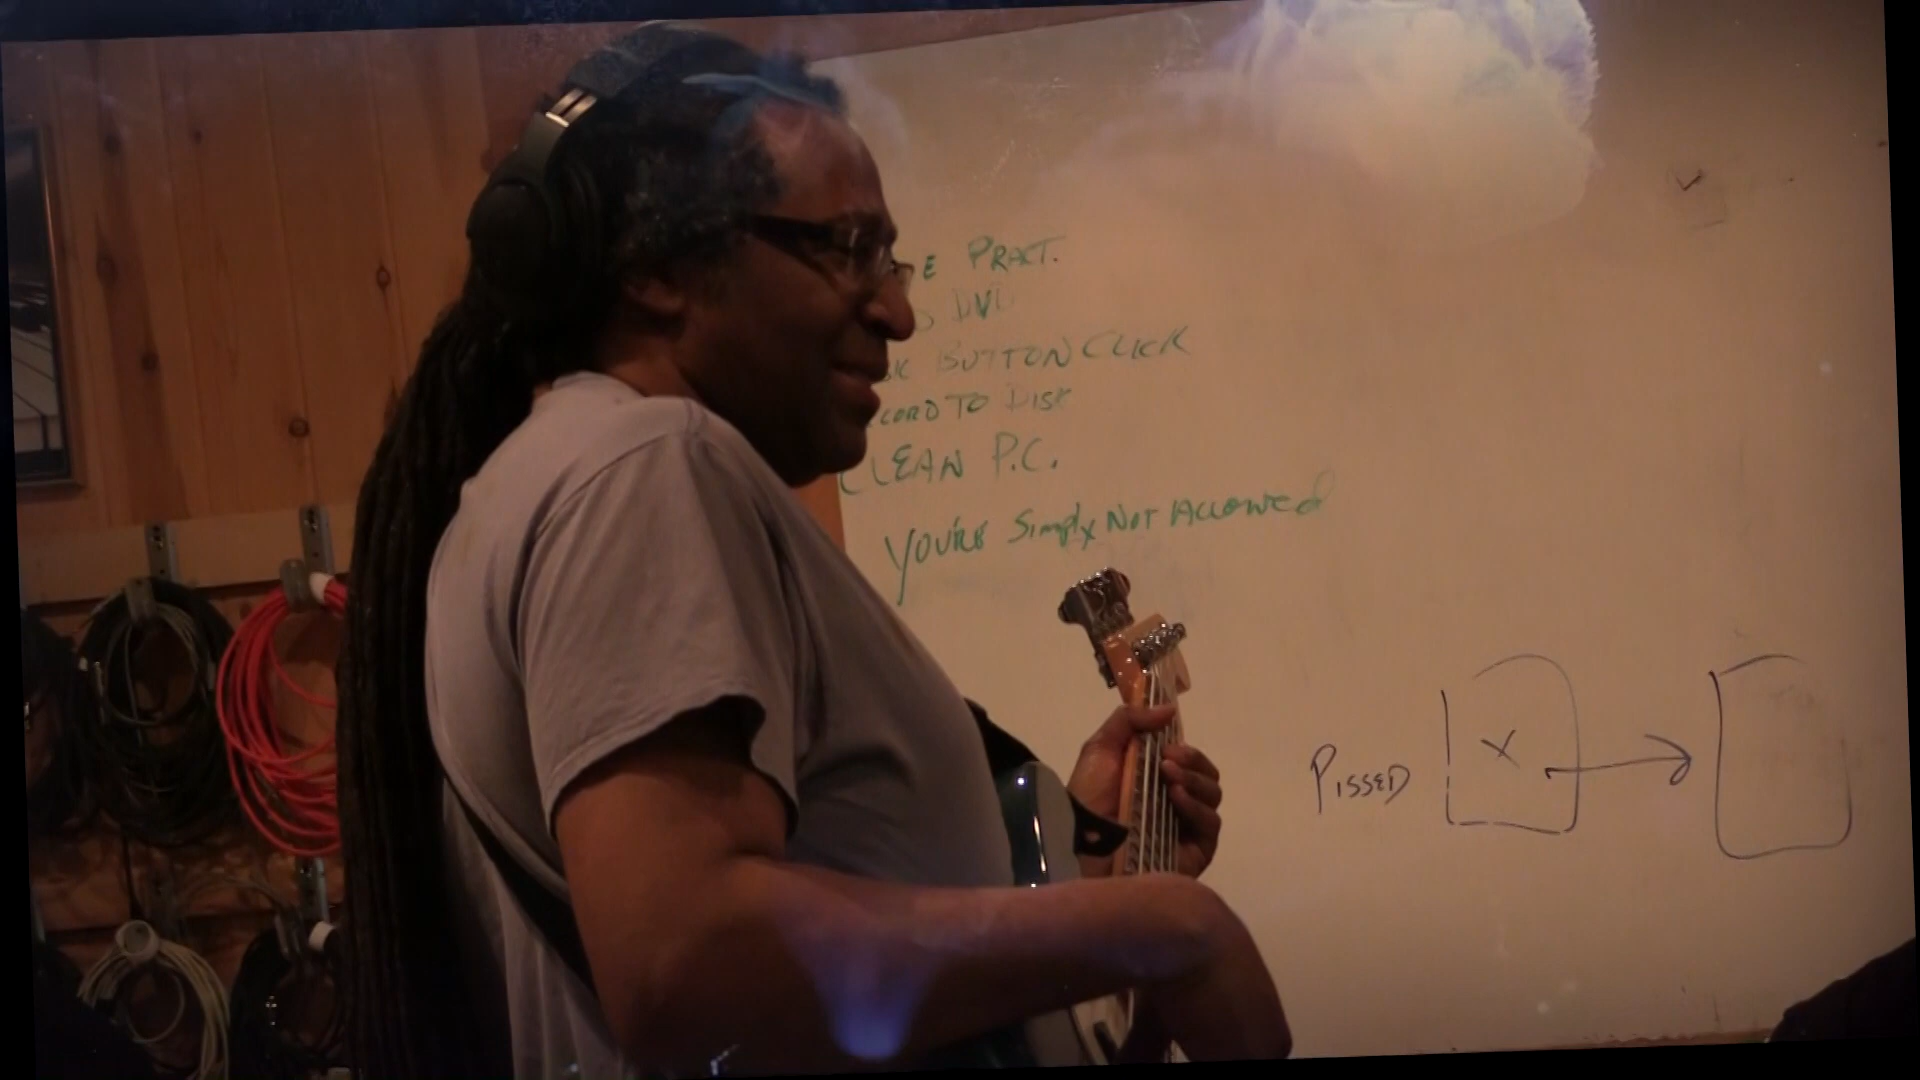 E PRACT.
DVD
BUTTON CLICK
CORD TO DISK
CLEAN P.C.
YOU'RE Simply NOT ALLOWED
PISSED X